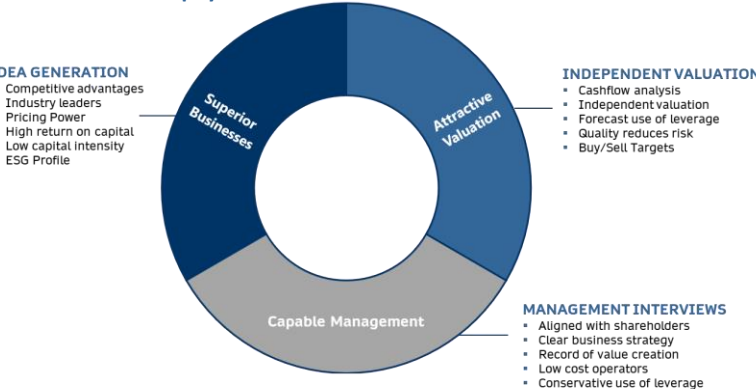 IDEA GENERATION
Competitive advantages
Industry leaders
Pricing Power
High return on capital
Low capital intensity
ESG Profile
Superior
Businesses
Attractive
Valuation
INDEPENDENT VALUATION
▪ Cashflow analysis
▪ Independent valuation
▪ Forecast use of leverage
▪ Quality reduces risk
▪ Buy/Sell Targets
Capable Management
MANAGEMENT INTERVIEWS
▪ Aligned with shareholders
▪ Clear business strategy
▪ Record of value creation
▪ Low cost operators
▪ Conservative use of leverage